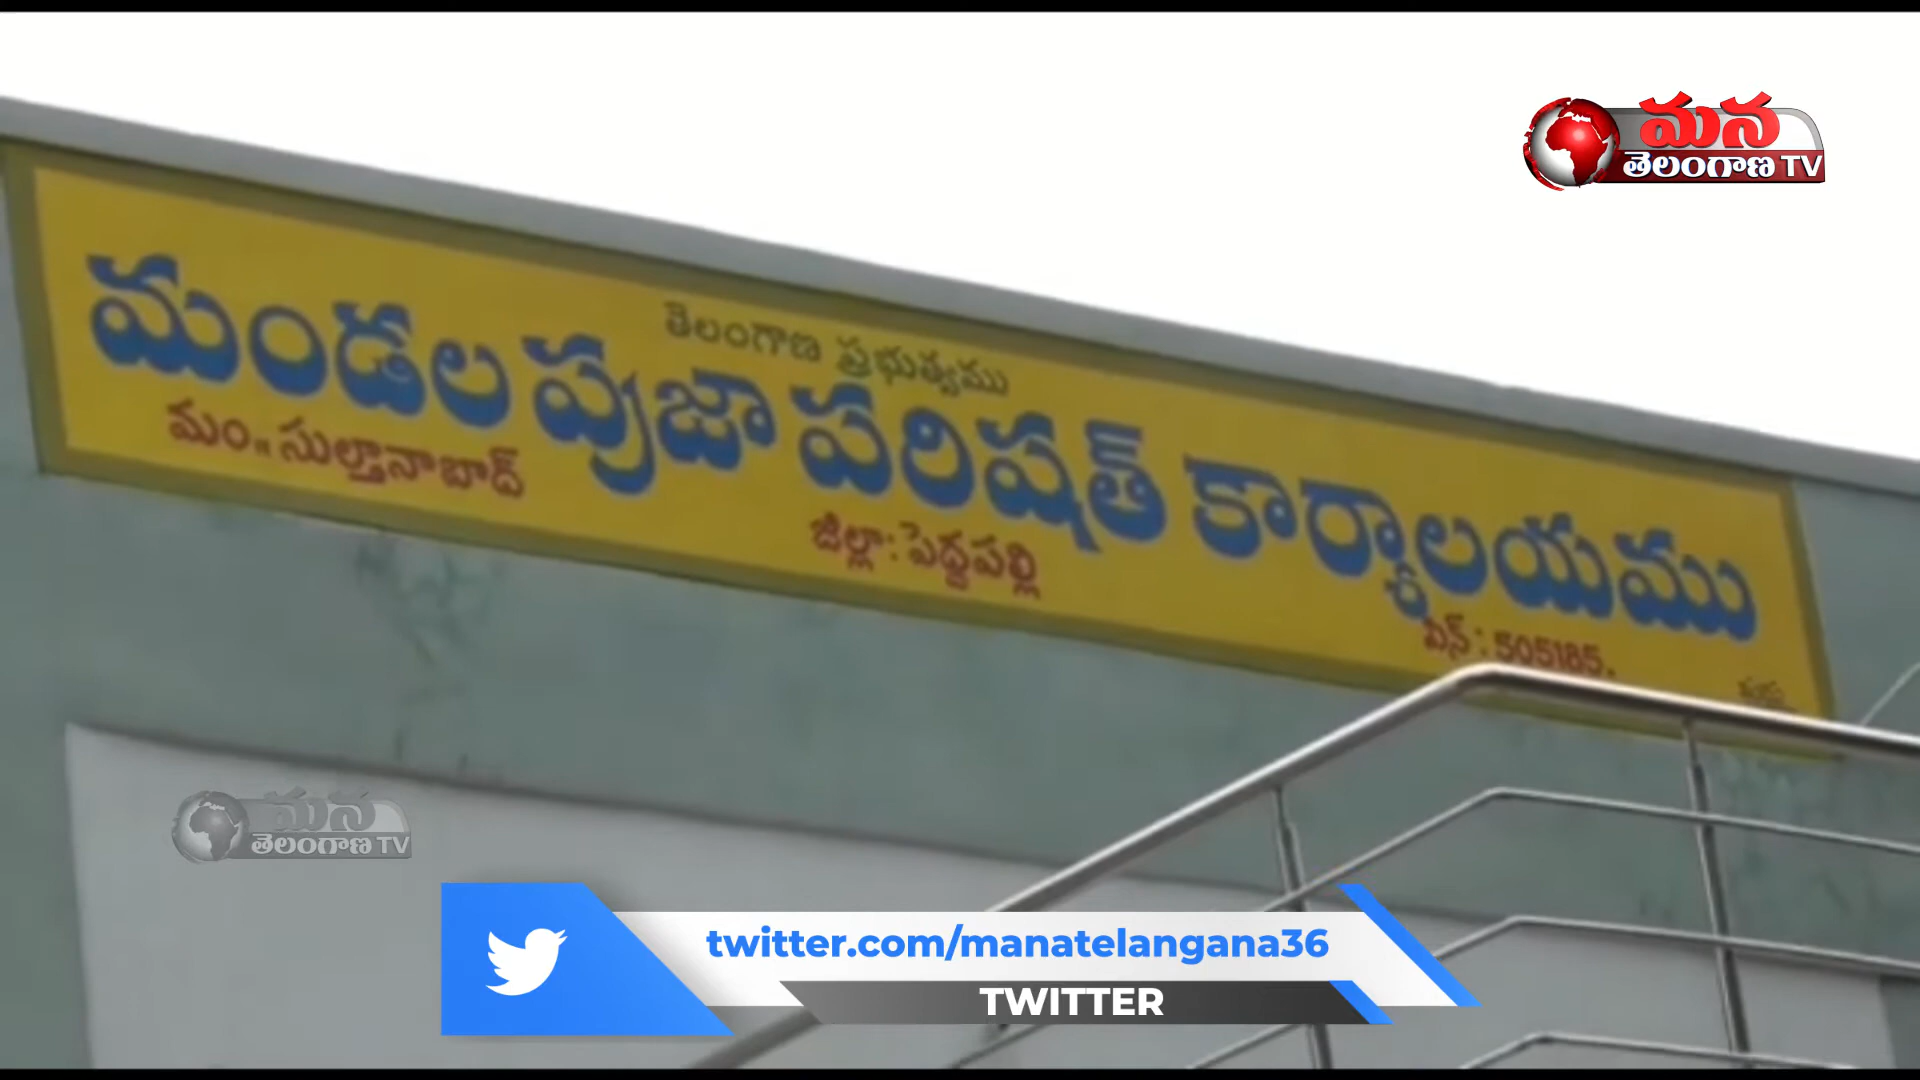 మన
తెలంగాణ TV
తెలంగాణ ప్రభుత్వము
మండల ప్రజా పరిషత్ కార్యాలయము
మం॥ సుల్తానాబాద్
జిల్లా: పెద్దపల్లి
పిన్ : 505185.
మన
తెలంగాణ TV
twitter.com/manatelangana36
TWITTER